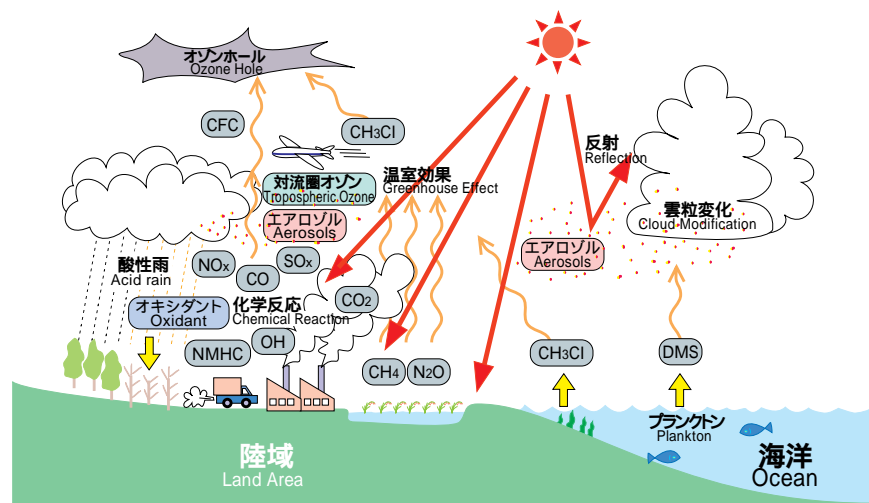 オゾンホール
Ozone Hole
CFC
CH3Cl
対流圏オゾン
Tropospheric Ozone
エアロゾル
Aerosols
温室効果
Greenhouse Effect
反射
Reflection
雲粒変化
Cloud Modification
エアロゾル
Aerosols
酸性雨
Acid rain
NOx
CO
SOx
CO2
オキシダント
Oxidant
化学反応
Chemical Reaction
OH
NMHC
CH4
N2O
CH3Cl
DMS
プランクトン
Plankton
陸域
Land Area
海洋
Ocean